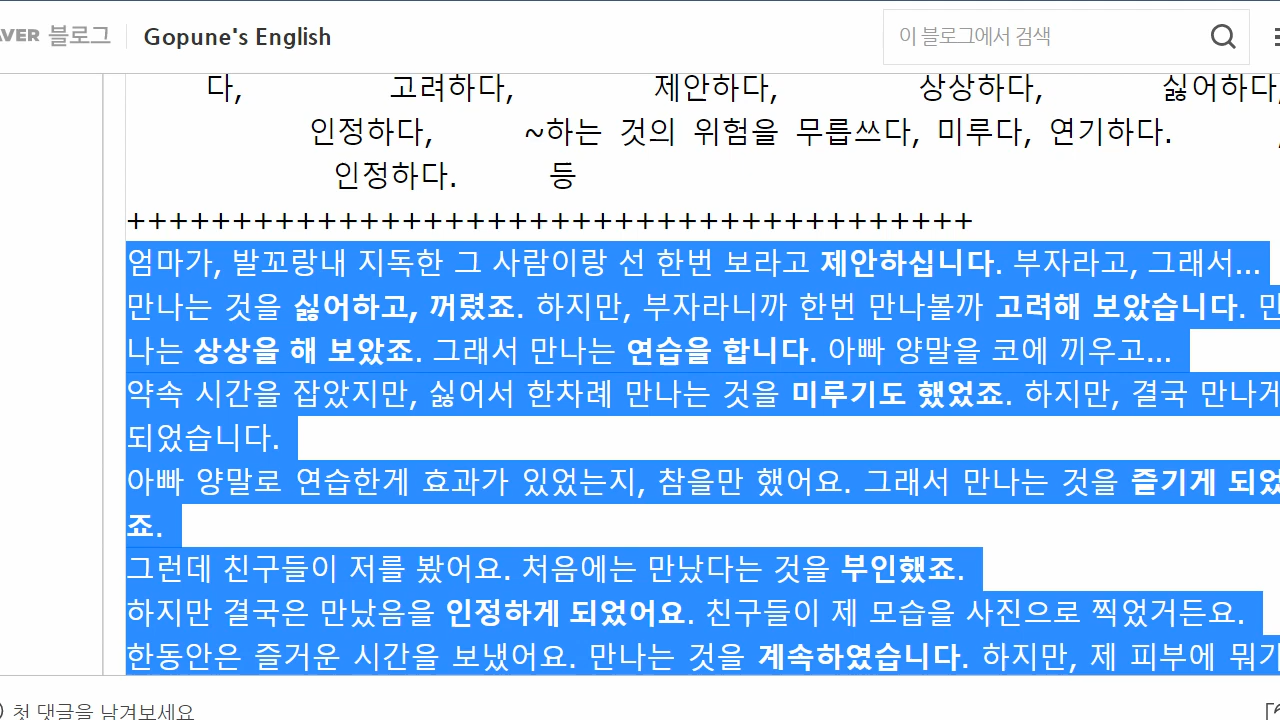 AVER 블로그 Gopune's English 이 블로그에서 검색
다, 고려하다, 제안하다, 상상하다, 싫어하다,
인정하다, ~하는 것의 위험을 무릅쓰다, 미루다, 연기하다.
인정하다. 등
++++++++++++++++++++++++++++++++++++++++
엄마가, 발꼬랑내 지독한 그 사람이랑 선 한번 보라고 제안하십니다. 부자라고, 그래서...
만나는 것을 싫어하고, 꺼렸죠. 하지만, 부자라니까 한번 만나볼까 고려해 보았습니다. 만
나는 상상을 해 보았죠. 그래서 만나는 연습을 합니다. 아빠 양말을 코에 끼우고...
약속 시간을 잡았지만, 싫어서 한차례 만나는 것을 미루기도 했었죠. 하지만, 결국 만나게
되었습니다.
아빠 양말로 연습한게 효과가 있었는지, 참을만 했어요. 그래서 만나는 것을 즐기게 되었
죠.
그런데 친구들이 저를 봤어요. 처음에는 만났다는 것을 부인했죠.
하지만 결국은 만났음을 인정하게 되었어요. 친구들이 제 모습을 사진으로 찍었거든요.
한동안은 즐거운 시간을 보냈어요. 만나는 것을 계속하였습니다. 하지만, 제 피부에 뭐가
첫 댓글을 남겨보세요